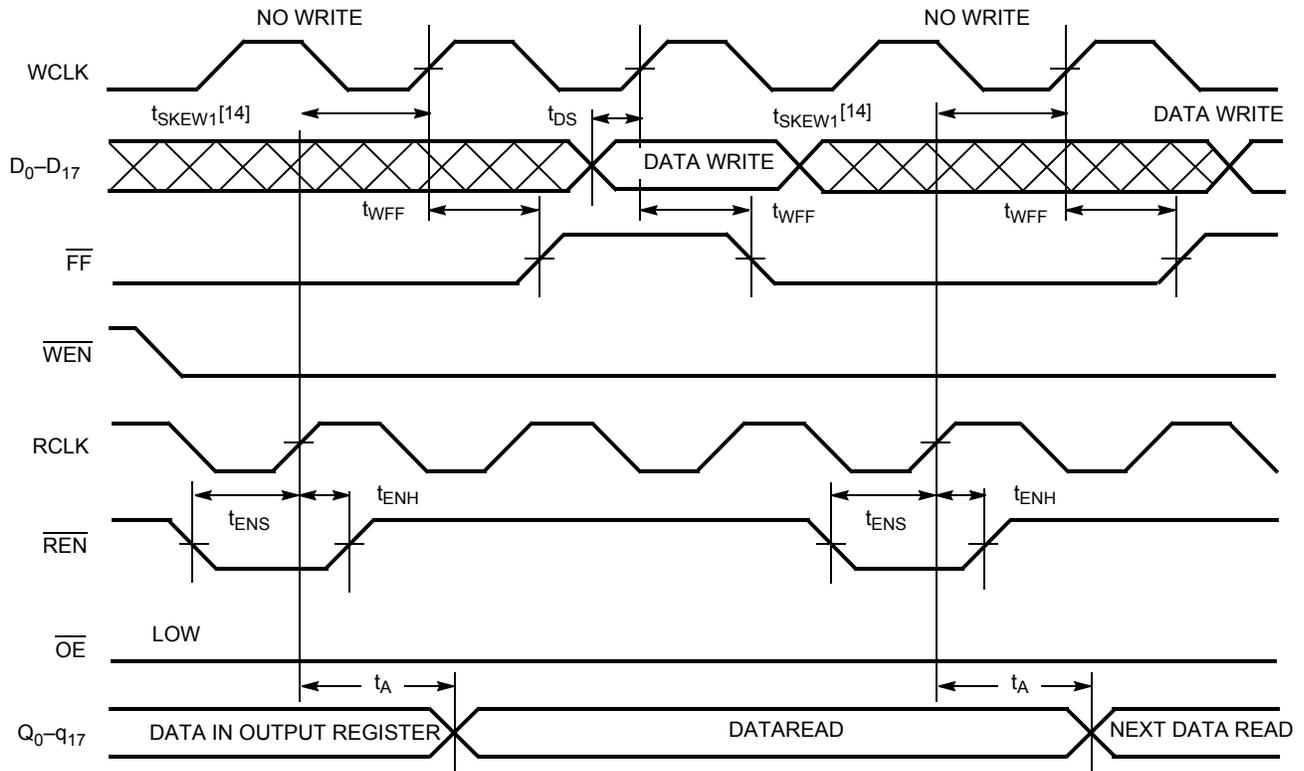 NO WRITE NO WRITE
WCLK
tSKEW1[14] tDS tSKEW1[14] DATA WRITE
D0–D17 DATA WRITE
tWFF tWFF tWFF
FF
WEN
RCLK
tENS tENH tENS tENH
REN
OE LOW
tA tA
Q0–q17 DATA IN OUTPUT REGISTER DATAREAD NEXT DATA READ